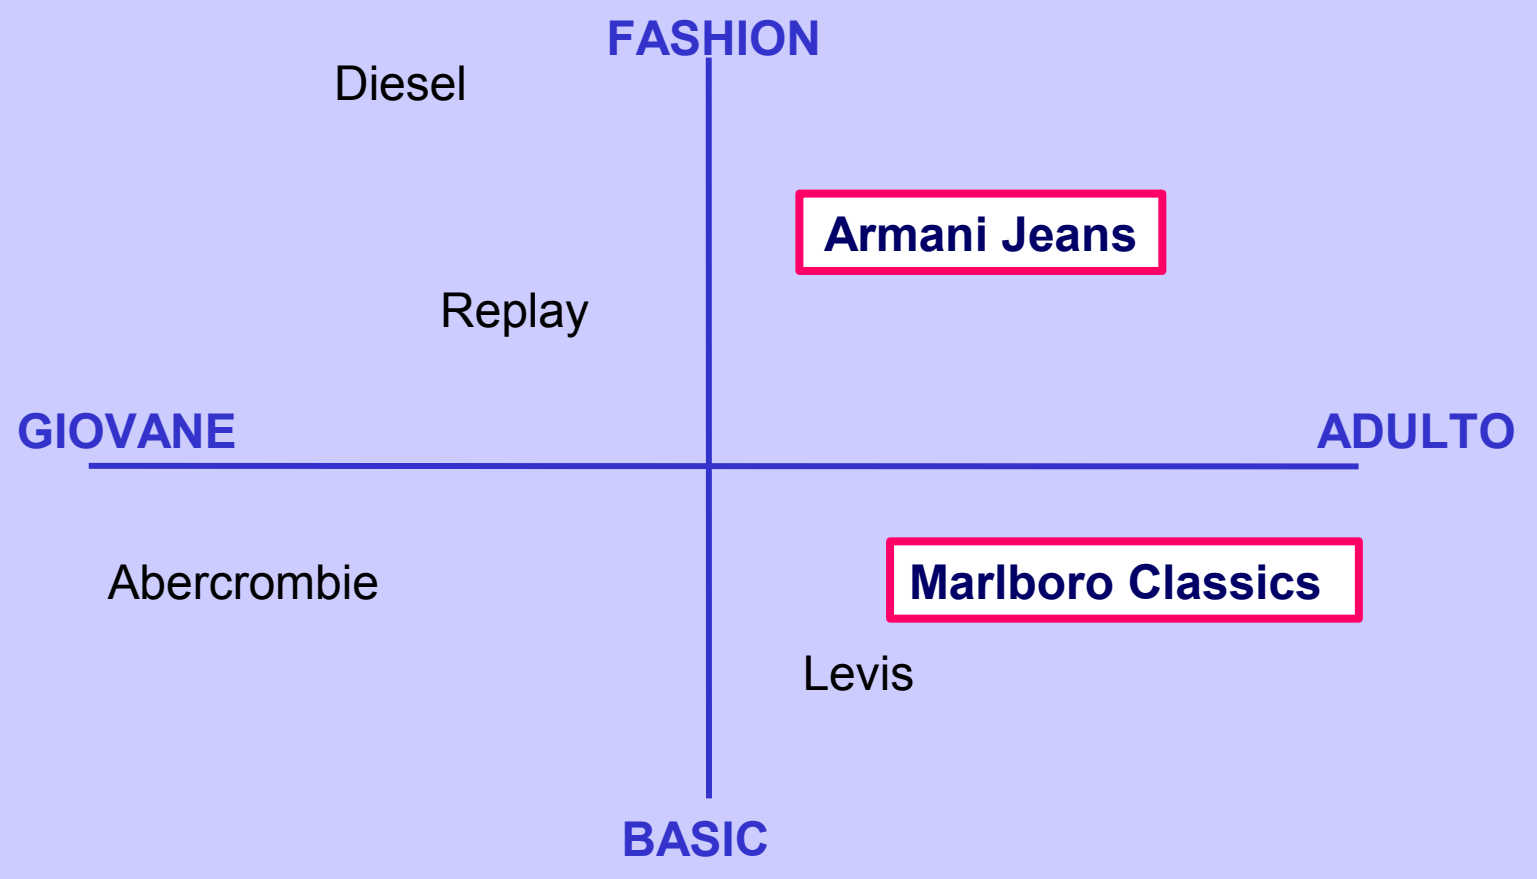 FASHION
Diesel
Armani Jeans
Replay
GIOVANE
ADULTO
Abercrombie
Marlboro Classics
Levis
BASIC